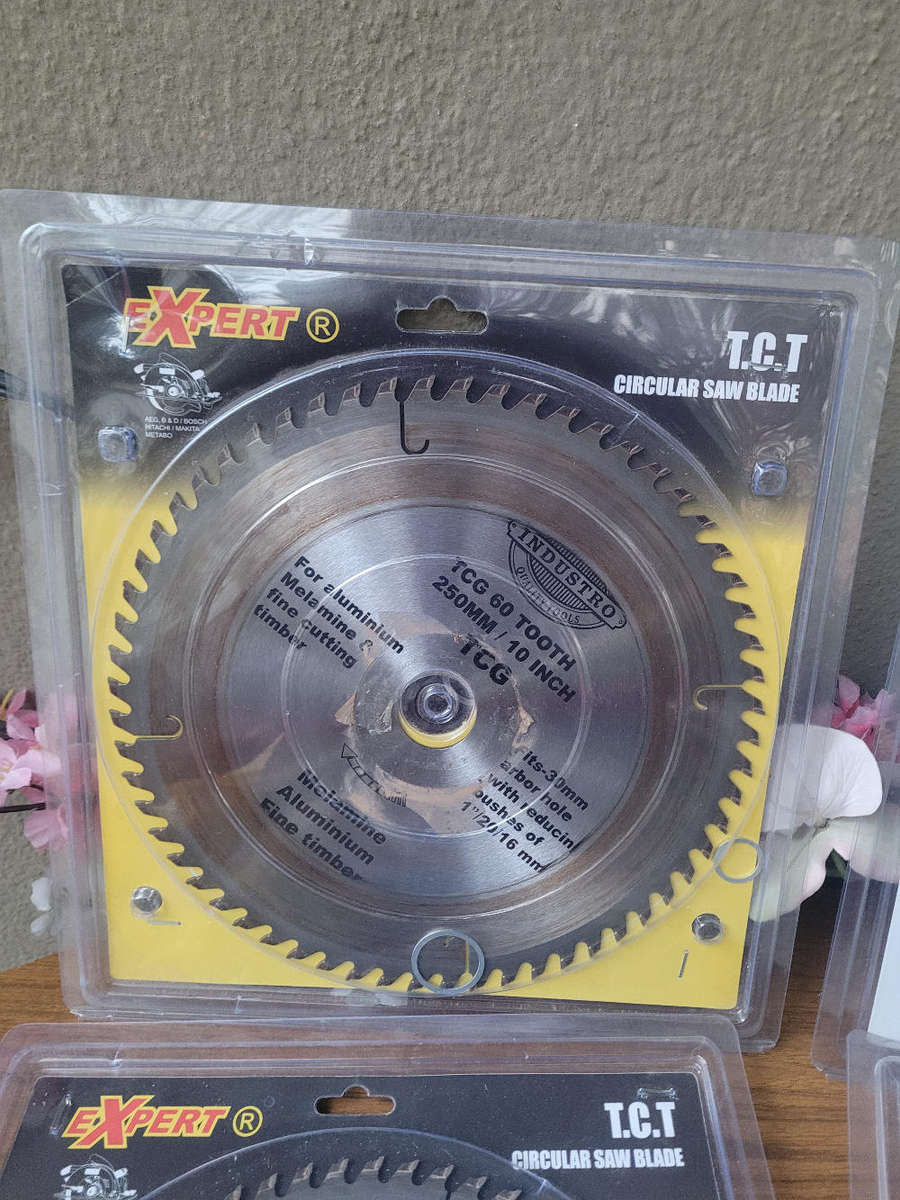 EXPERT ®
T.C.T
CIRCULAR SAW BLADE
AEG, B & D / BOSCH
HITACHI / MAKITA
METABO
INDUSTRO
QUALITY TOOLS
TCG 60 TOOTH
250MM / 10 INCH
TCG
For aluminium
Melamine &
fine cutting
timber
Fits-30mm
arbor hole
with reducin
bushes of
1"/20/16 mm
Melamine
Aluminium
Fine timber
EXPERT ®
T.C.T
CIRCULAR SAW BLADE